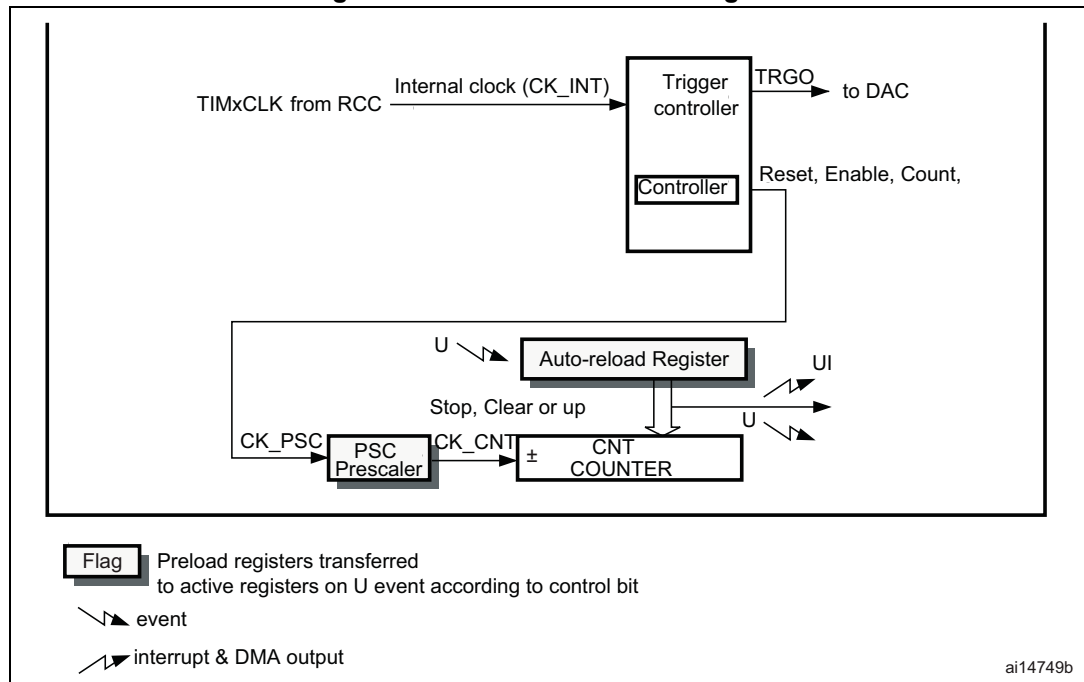 Internal clock (CK_INT)
TIMxCLK from RCC
Trigger
controller
TRGO
to DAC
Controller
Reset, Enable, Count,
U
Auto-reload Register
UI
Stop, Clear or up
U
CK_PSC
PSC
Prescaler
CK_CNT
±
CNT
COUNTER
Flag
Preload registers transferred
to active registers on U event according to control bit
event
interrupt & DMA output
ai14749b